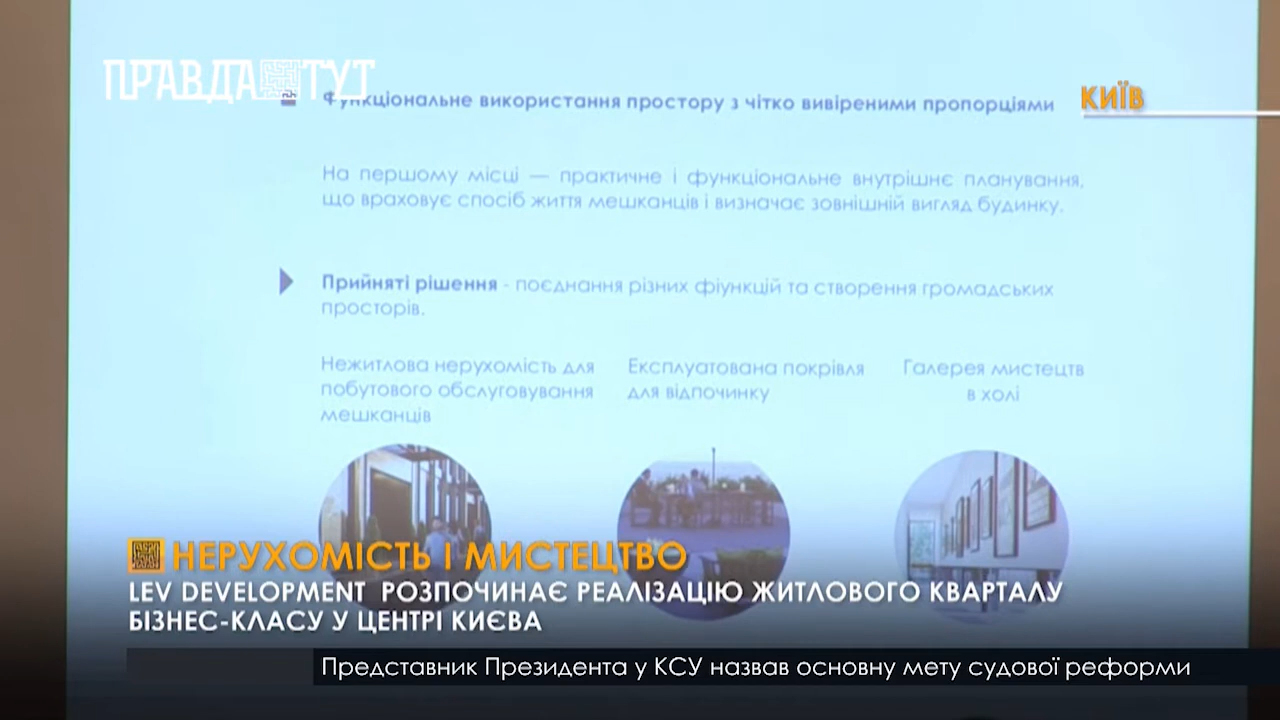 ПРАВДА ТУТ
КИЇВ
Функціональне використання простору з чітко вивіреними пропорціями
На першому місці — практичне і функціональне внутрішнє планування,
що враховує спосіб життя мешканців і визначає зовнішній вигляд будинку.
Прийняті рішення - поєднання різних фіункцій та створення громадських
просторів.
Нежитлова нерухомість для
побутового обслуговування
мешканців
Експлуатована покрівля
для відпочинку
Галерея мистецтв
в холі
НЕРУХОМІСТЬ І МИСТЕЦТВО
LEV DEVELOPMENT РОЗПОЧИНАЄ РЕАЛІЗАЦІЮ ЖИТЛОВОГО КВАРТАЛУ
БІЗНЕС-КЛАСУ У ЦЕНТРІ КИЄВА
Представник Президента у КСУ назвав основну мету судової реформи